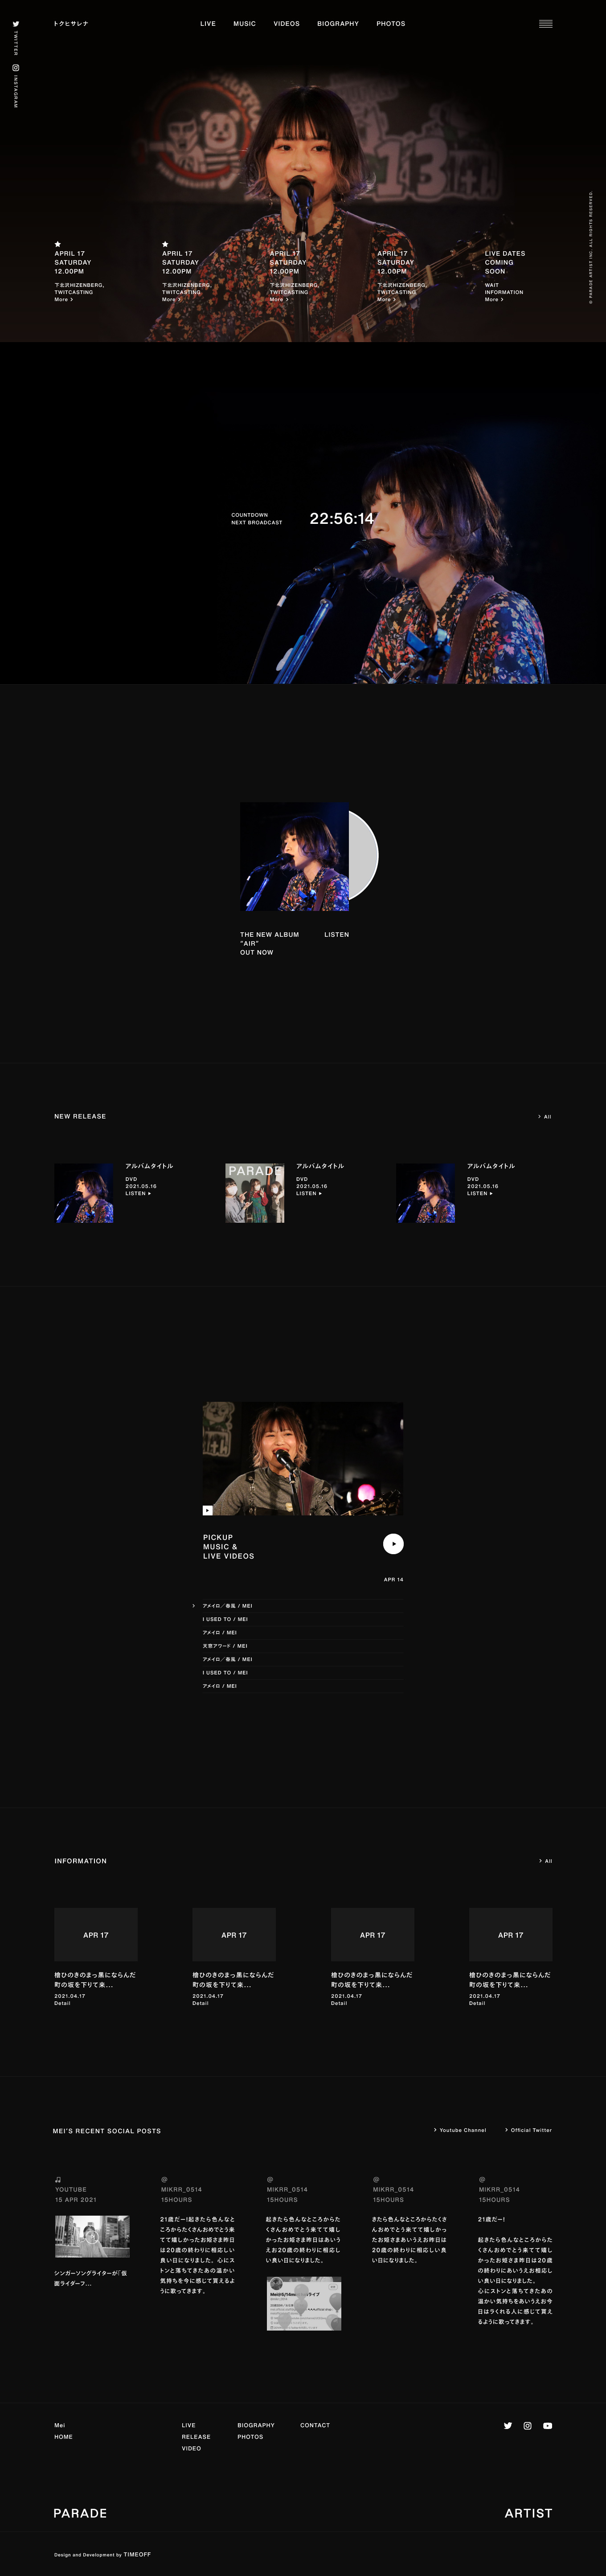 トクヒサレナ
LIVE MUSIC VIDEOS BIOGRAPHY PHOTOS
TWITTER
INSTAGRAM
13th
APRIL 17
SATURDAY
12.00PM
下北沢HIZENBERG,
TWITCASTING
More
APRIL 17
SATURDAY
12.00PM
下北沢HIZENBERG,
TWITCASTING
More
APRIL 17
SATURDAY
12.00PM
下北沢HIZENBERG,
TWITCASTING
More
APRIL 17
SATURDAY
12.00PM
下北沢HIZENBERG,
TWITCASTING
More
LIVE DATES
COMING
SOON
WAIT
INFORMATION
More
© PARADE ARTIST INC. ALL RIGHTS RESERVED.
COUNTDOWN
NEXT BROADCAST
22:56:14
THE NEW ALBUM
"AIR"
OUT NOW
LISTEN
NEW RELEASE
All
アルバムタイトル
DVD
2021.05.16
LISTEN
PARADE
アルバムタイトル
DVD
2021.05.16
LISTEN
アルバムタイトル
DVD
2021.05.16
LISTEN
PICKUP
MUSIC &
LIVE VIDEOS
APR 14
アメイロ／春風 / MEI
I USED TO / MEI
アメイロ / MEI
天窓アワード / MEI
アメイロ／春風 / MEI
I USED TO / MEI
アメイロ / MEI
INFORMATION
All
APR 17
檜ひのきのまっ黒にならんだ
町の坂を下りて来...
2021.04.17
Detail
APR 17
檜ひのきのまっ黒にならんだ
町の坂を下りて来...
2021.04.17
Detail
APR 17
檜ひのきのまっ黒にならんだ
町の坂を下りて来...
2021.04.17
Detail
APR 17
檜ひのきのまっ黒にならんだ
町の坂を下りて来...
2021.04.17
Detail
MEI'S RECENT SOCIAL POSTS
Youtube Channel
Official Twitter
YOUTUBE
15 APR 2021
シンガーソングライターが「仮
面ライダーフ...
@
MIKRR_0514
15HOURS
21歳だー!起きたら色んなと
ころからたくさんおめでとう来
てて嬉しかったお姫さま昨日
は20歳の終わりに相応しい
良い日になりました。心にス
トンと落ちてきたあの温かい
気持ちを今に感じて貰えるよ
うに歌ってきます。
@
MIKRR_0514
15HOURS
起きたら色んなところからた
くさんおめでとう来てて嬉し
かったお姫さま昨日はあいう
えお20歳の終わりに相応し
い良い日になりました。
@
MIKRR_0514
15HOURS
きたら色んなところからたくさ
んおめでとう来てて嬉しかっ
たお姫さまあいうえお昨日は
20歳の終わりに相応しい良
い日になりました。
@
MIKRR_0514
15HOURS
21歳だー!
起きたら色んなところからた
くさんおめでとう来てて嬉し
かったお姫さま昨日は20歳
の終わりにあいうえお相応し
い良い日になりました。
心にストンと落ちてきたあの
温かい気持ちをあいうえお今
日はラくれる人に感じて貰え
るように歌ってきます。
Mei
HOME
LIVE
RELEASE
VIDEO
BIOGRAPHY
PHOTOS
CONTACT
PARADE
ARTIST
Design and Development by TIMEOFF